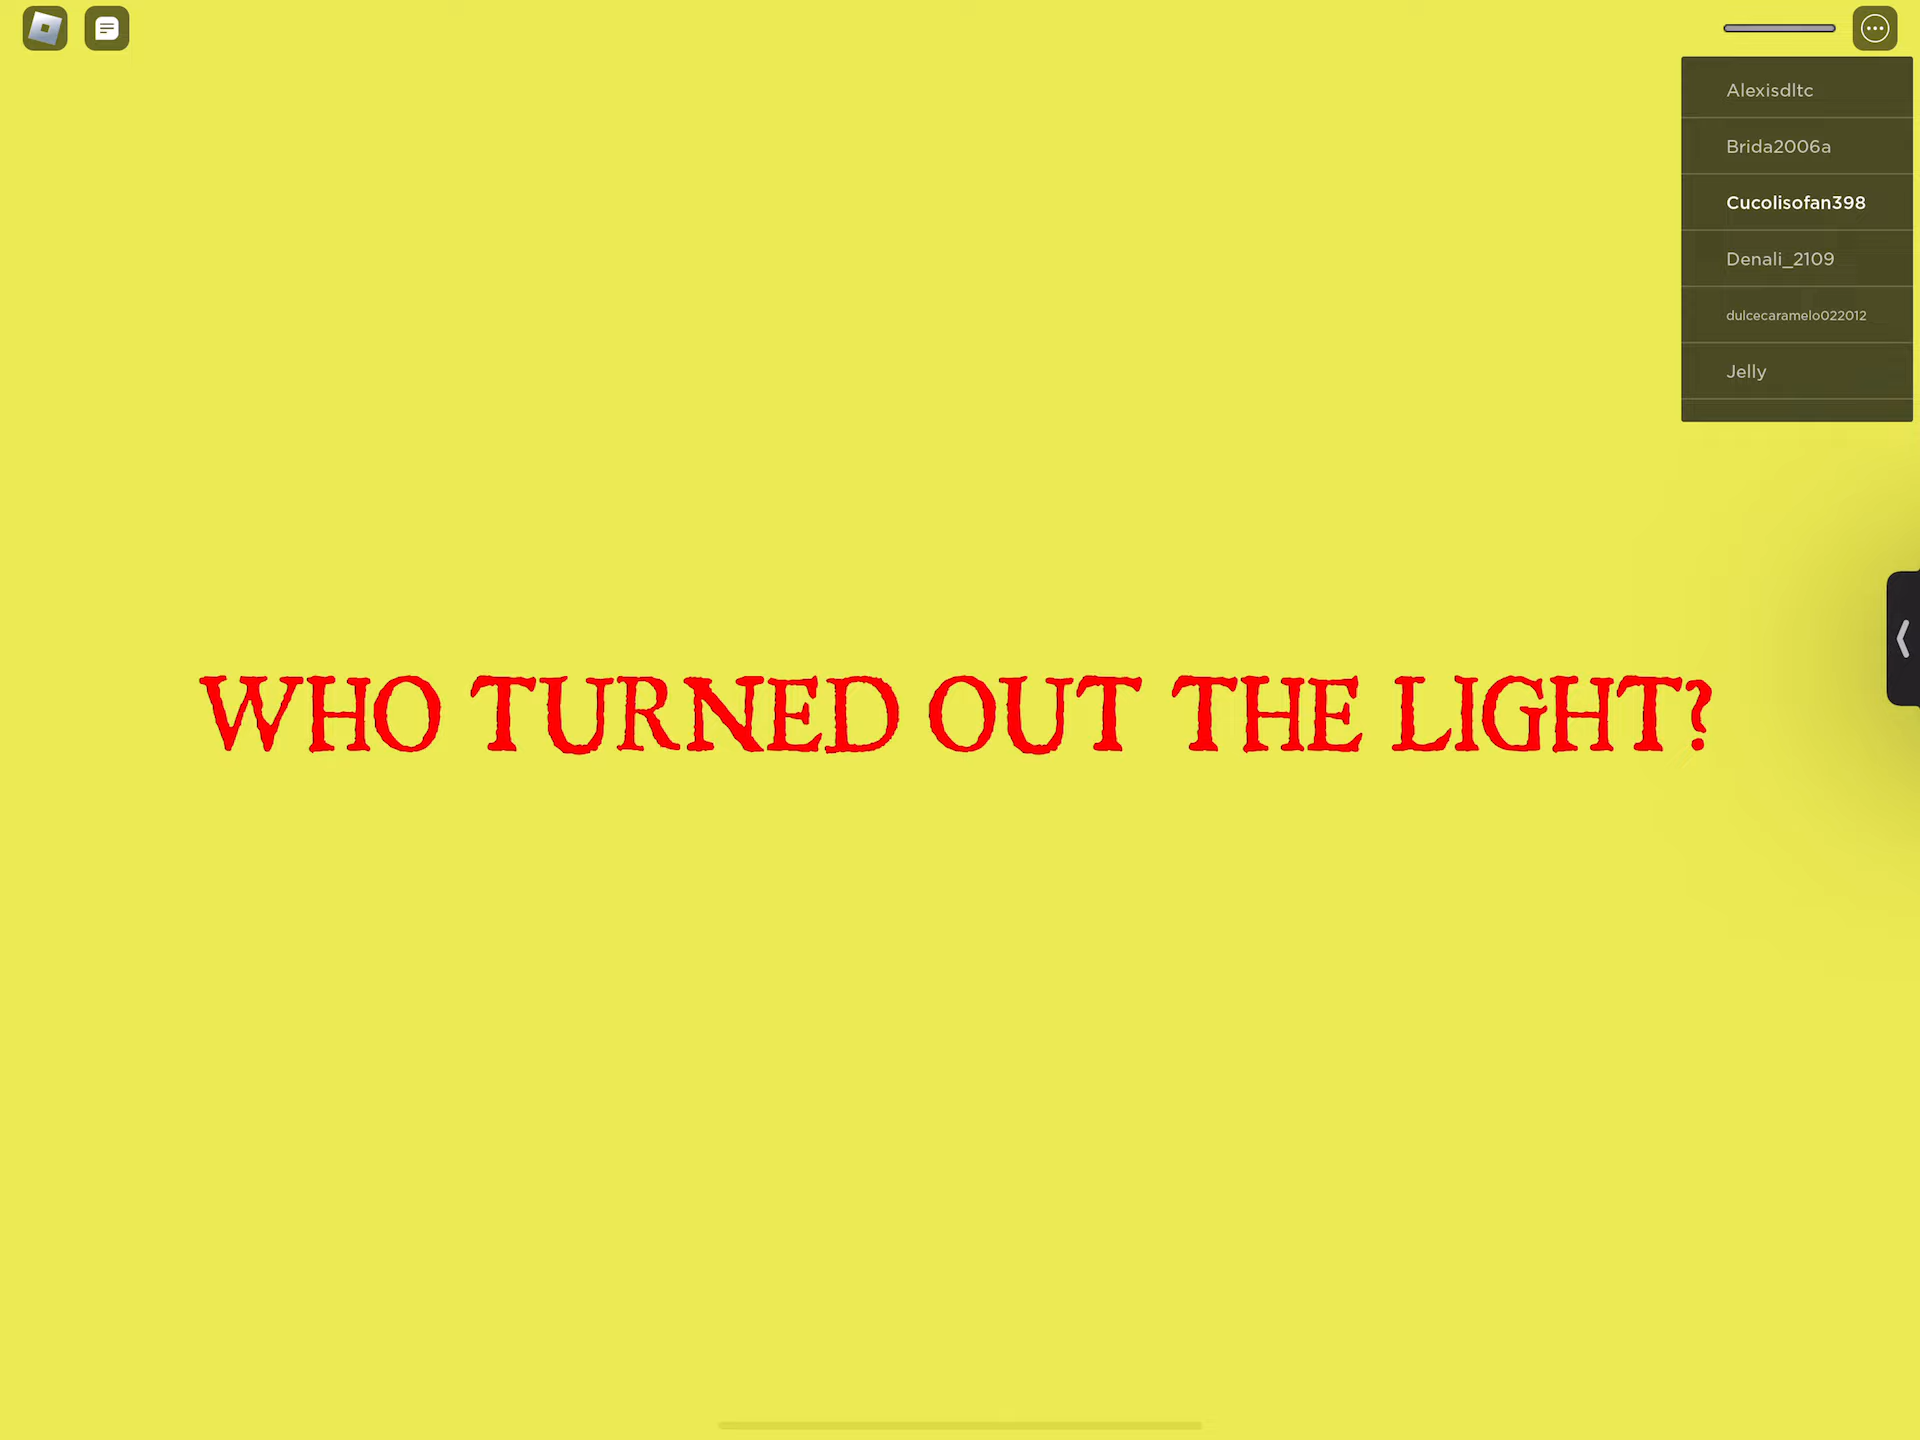 Alexisdltc
Brida2006a
Cucolisofan398
Denali_2109
dulcecaramelo022012
Jelly
WHO TURNED OUT THE LIGHT?